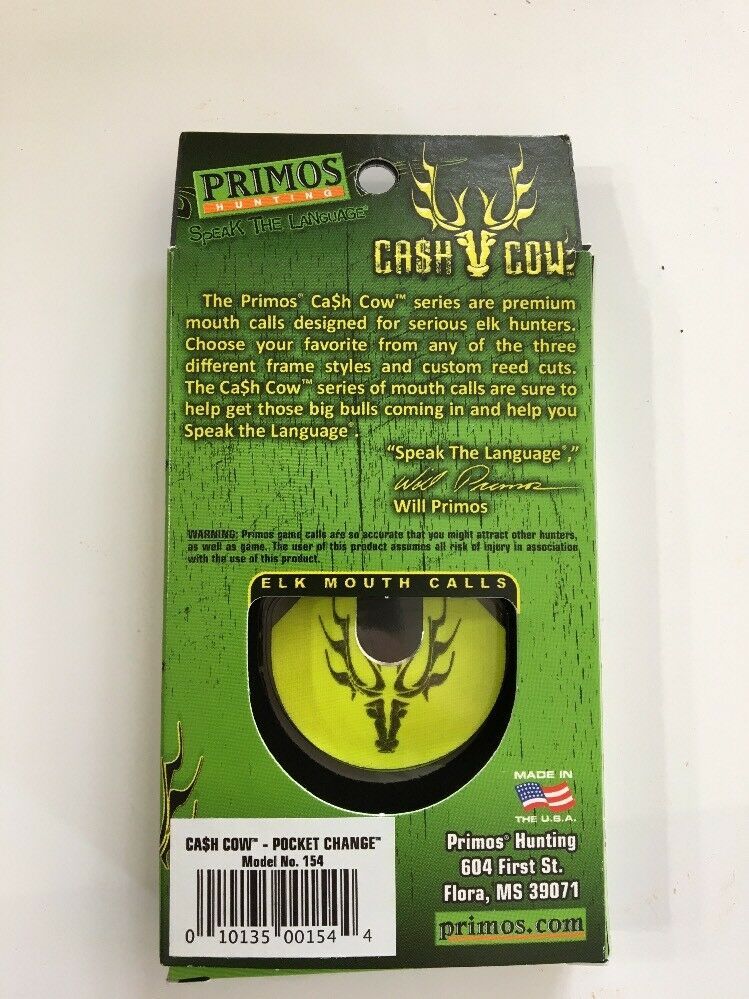 PRIMOS
HUNTING
SPEAK THE LANGUAGE®
CA$H COW™
The Primos® Ca$h Cow™ series are premium
mouth calls designed for serious elk hunters.
Choose your favorite from any of the three
different frame styles and custom reed cuts.
The Ca$h Cow™ series of mouth calls are sure to
help get those big bulls coming in and help you
Speak the Language®.
"Speak The Language®,"
Will Primos
Will Primos
WARNING: Primos game calls are so accurate that you might attract other hunters,
as well as game. The user of this product assumes all risk of injury in association
with the use of this product.
ELK MOUTH CALLS
MADE IN
THE U.S.A.
CA$H COW™ - POCKET CHANGE™
Model No. 154
0 10135 00154 4
Primos® Hunting
604 First St.
Flora, MS 39071
primos.com